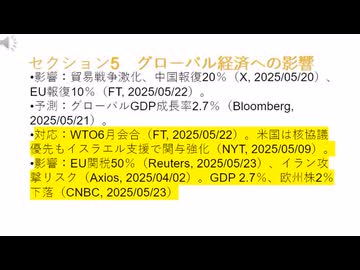 セクション5　グローバル経済への影響
•影響：貿易戦争激化、中国報復20％（X, 2025/05/20）、
EU報復10％（FT, 2025/05/22）。
•予測：グローバルGDP成長率2.7％（Bloomberg,
2025/05/21）。
•対応：WTO6月会合（FT, 2025/05/22）。米国は核協議
優先もイスラエル支援で関与強化（NYT, 2025/05/09）。
•影響：EU関税50％（Reuters, 2025/05/23）、イラン攻
撃リスク（Axios, 2025/04/02）。GDP 2.7％、欧州株2％
下落（CNBC, 2025/05/23）